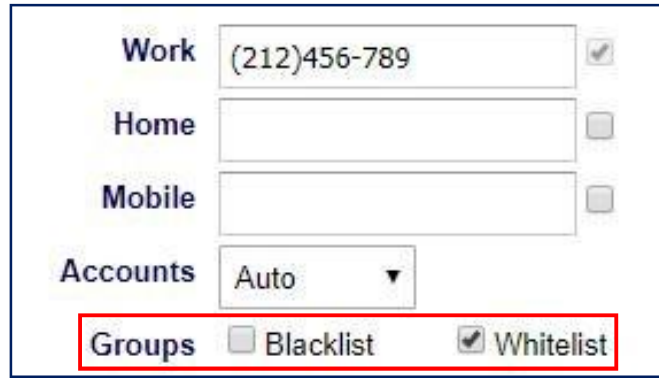 Work (212)456-789
Home
Mobile
Accounts Auto
Groups Blacklist Whitelist